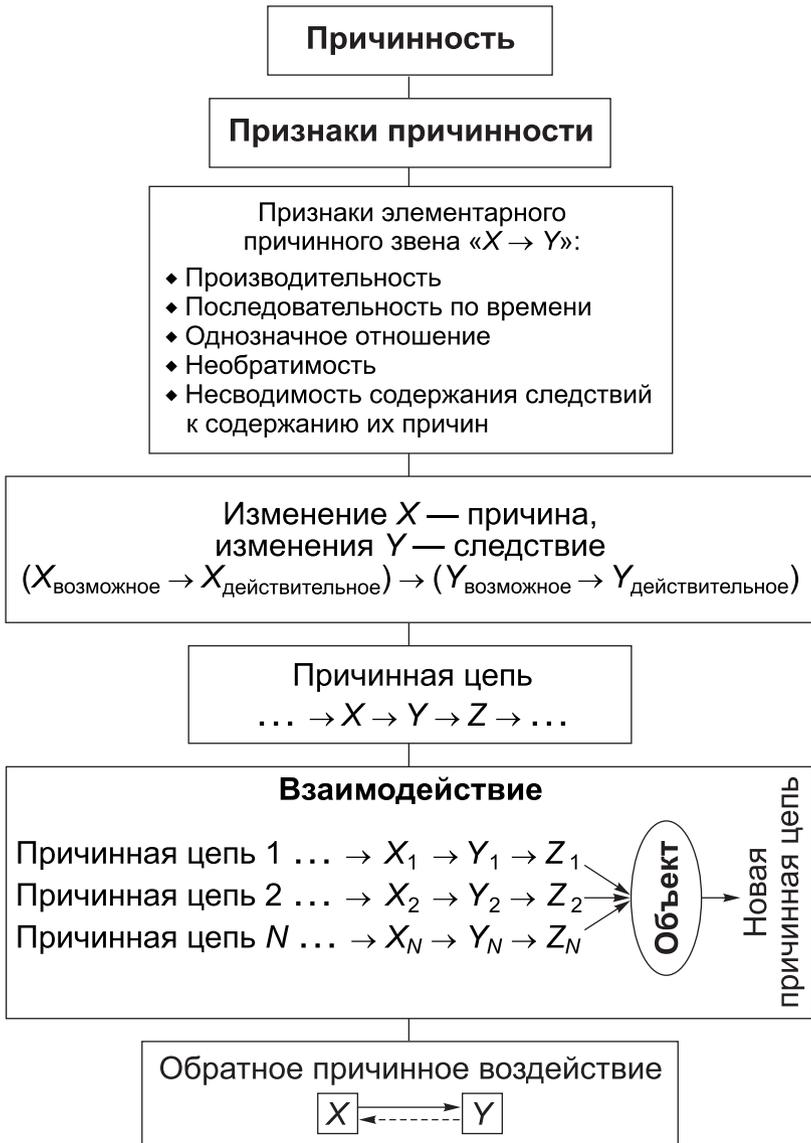 Причинность
Признаки причинности
Признаки элементарного
причинного звена «X → Y»:
◆ Производительность
◆ Последовательность по времени
◆ Однозначное отношение
◆ Необратимость
◆ Несводимость содержания следствий
к содержанию их причин
Изменение X — причина,
изменения Y — следствие
(Xвозможное → Xдействительное) → (Yвозможное → Yдействительное)
Причинная цепь
... → X → Y → Z → ...
Взаимодействие
Причинная цепь 1 ... → X1 → Y1 → Z1
Причинная цепь 2 ... → X2 → Y2 → Z2
Причинная цепь N ... → XN → YN → ZN
Объект
Новая
причинная цепь
Обратное причинное воздействие
X Y